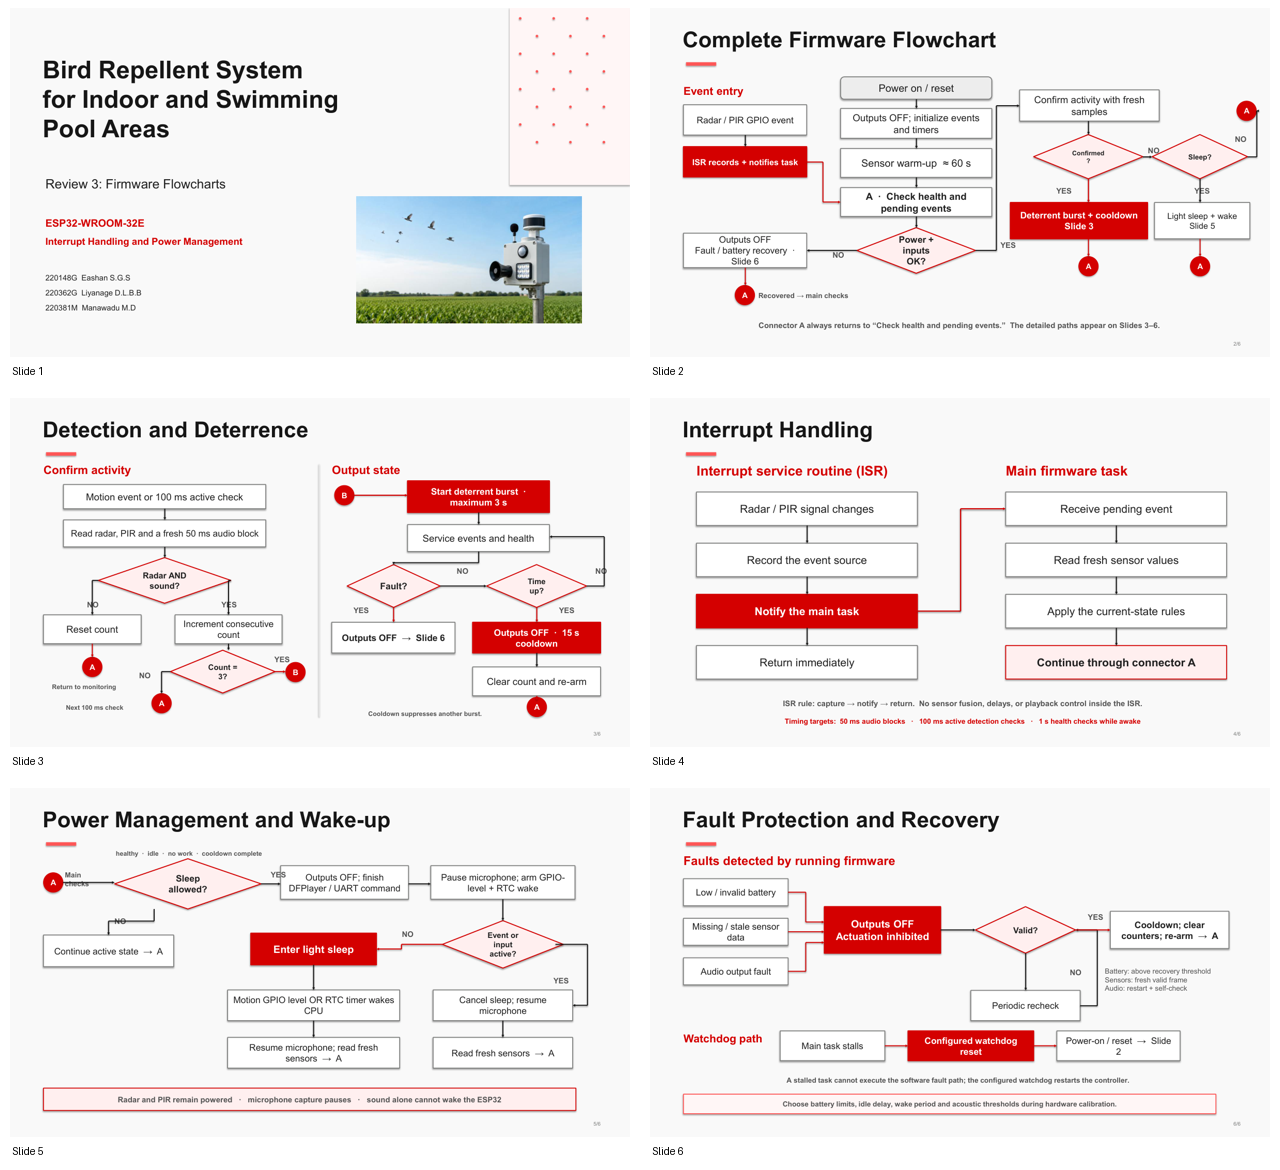 Bird Repellent System
for Indoor and Swimming
Pool Areas
Review 3: Firmware Flowcharts
ESP32-WROOM-32E
Interrupt Handling and Power Management
220148G Eashan S.G.S
220362G Liyanage D.L.B.B
220381M Manawadu M.D
Slide 1
Complete Firmware Flowchart
Event entry
Radar / PIR GPIO event
ISR records + notifies task
Power on / reset
Outputs OFF; initialize events
and timers
Sensor warm-up ≈ 60 s
A · Check health and
pending events
Power +
inputs
OK?
NO
YES
Outputs OFF
Fault / battery recovery ·
Slide 6
A
Recovered → main checks
Confirm activity with fresh
samples
Confirmed
?
NO
YES
Sleep?
NO
YES
A
Deterrent burst + cooldown
Slide 3
Light sleep + wake
Slide 5
A
A
Connector A always returns to “Check health and pending events.” The detailed paths appear on Slides 3–6.
2/6
Slide 2
Detection and Deterrence
Confirm activity
Motion event or 100 ms active check
Read radar, PIR and a fresh 50 ms audio block
Radar AND
sound?
NO
YES
Reset count
Increment consecutive
count
A
Return to monitoring
Count =
3?
NO
YES
B
A
Next 100 ms check
Output state
B
Start deterrent burst ·
maximum 3 s
Service events and health
Fault?
NO
YES
Time
up?
NO
YES
Outputs OFF → Slide 6
Outputs OFF · 15 s
cooldown
Clear count and re-arm
A
Cooldown suppresses another burst.
3/6
Slide 3
Interrupt Handling
Interrupt service routine (ISR)
Radar / PIR signal changes
Record the event source
Notify the main task
Return immediately
Main firmware task
Receive pending event
Read fresh sensor values
Apply the current-state rules
Continue through connector A
ISR rule: capture → notify → return. No sensor fusion, delays, or playback control inside the ISR.
Timing targets: 50 ms audio blocks · 100 ms active detection checks · 1 s health checks while awake
4/6
Slide 4
Power Management and Wake-up
healthy · idle · no work · cooldown complete
A
Main
checks
Sleep
allowed?
YES
NO
Continue active state → A
Outputs OFF; finish
DFPlayer / UART command
Pause microphone; arm GPIO-
level + RTC wake
Event or
input
active?
NO
YES
Enter light sleep
Motion GPIO level OR RTC timer wakes
CPU
Resume microphone; read fresh
sensors → A
Cancel sleep; resume
microphone
Read fresh sensors → A
Radar and PIR remain powered · microphone capture pauses · sound alone cannot wake the ESP32
5/6
Slide 5
Fault Protection and Recovery
Faults detected by running firmware
Low / invalid battery
Missing / stale sensor
data
Audio output fault
Outputs OFF
Actuation inhibited
Valid?
YES
NO
Cooldown; clear
counters; re-arm → A
Battery: above recovery threshold
Sensors: fresh valid frame
Audio: restart + self-check
Periodic recheck
Watchdog path
Main task stalls
Configured watchdog
reset
Power-on / reset → Slide
2
A stalled task cannot execute the software fault path; the configured watchdog restarts the controller.
Choose battery limits, idle delay, wake period and acoustic thresholds during hardware calibration.
6/6
Slide 6